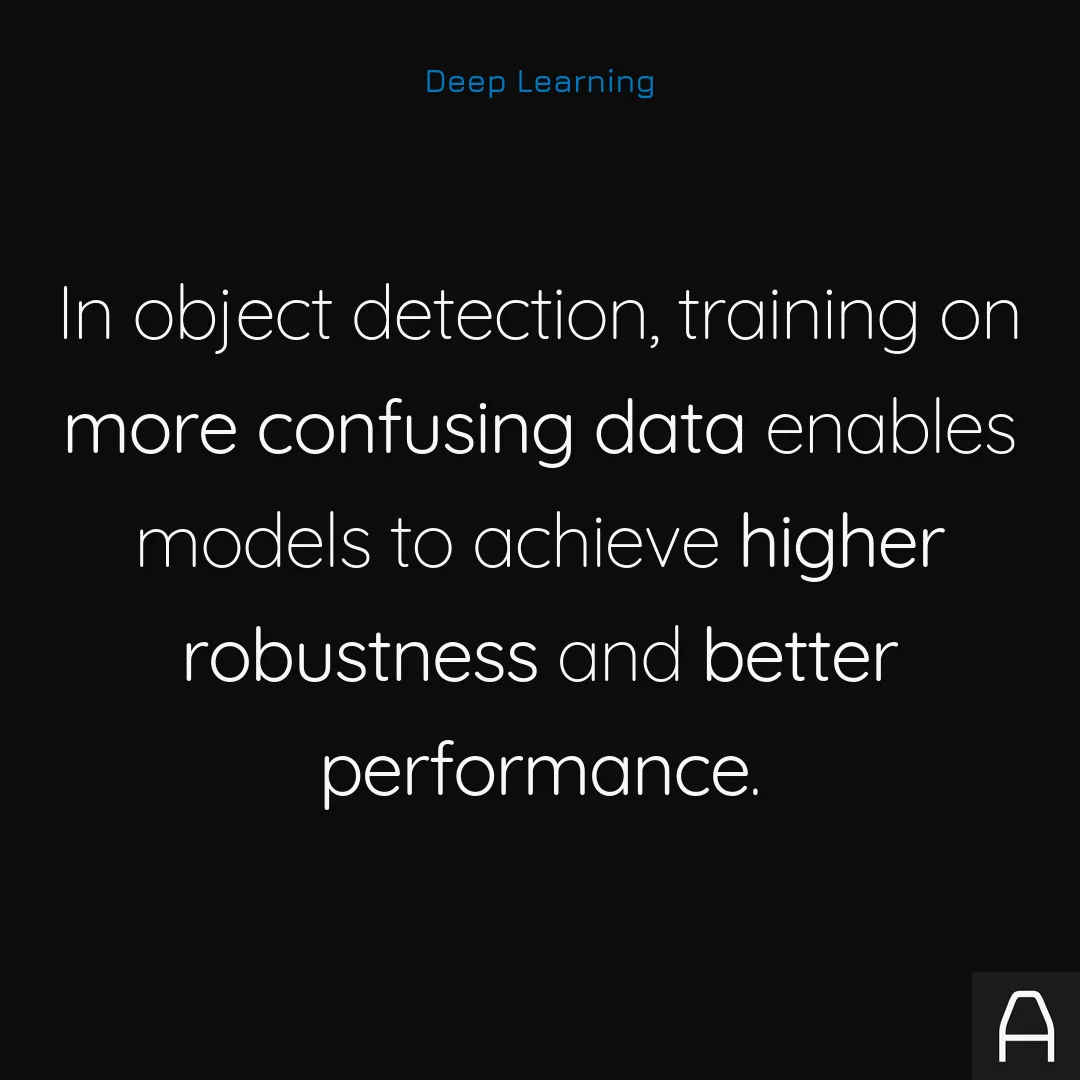 Deep Learning
In object detection, training on
more confusing data enables
models to achieve higher
robustness and better
performance.
A